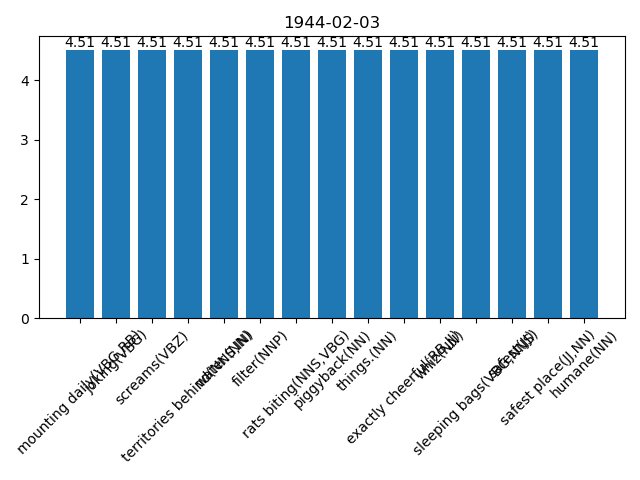 1944-02-03
4.51 4.51 4.51 4.51 4.51 4.51 4.51 4.51 4.51 4.51 4.51 4.51 4.51 4.51 4.51
4
3
2
1
0
mounting daily(VBG,RB)
joking(VBG)
screams(VBZ)
territories behind(NNS,IN)
filter(NNP)
rats biting(NNS,VBG)
piggyback(NN)
things.(NN)
exactly cheerful(RB,JJ)
sleeping bags(VBG,NNS)
safest place(JJ,NN)
humane(NN)